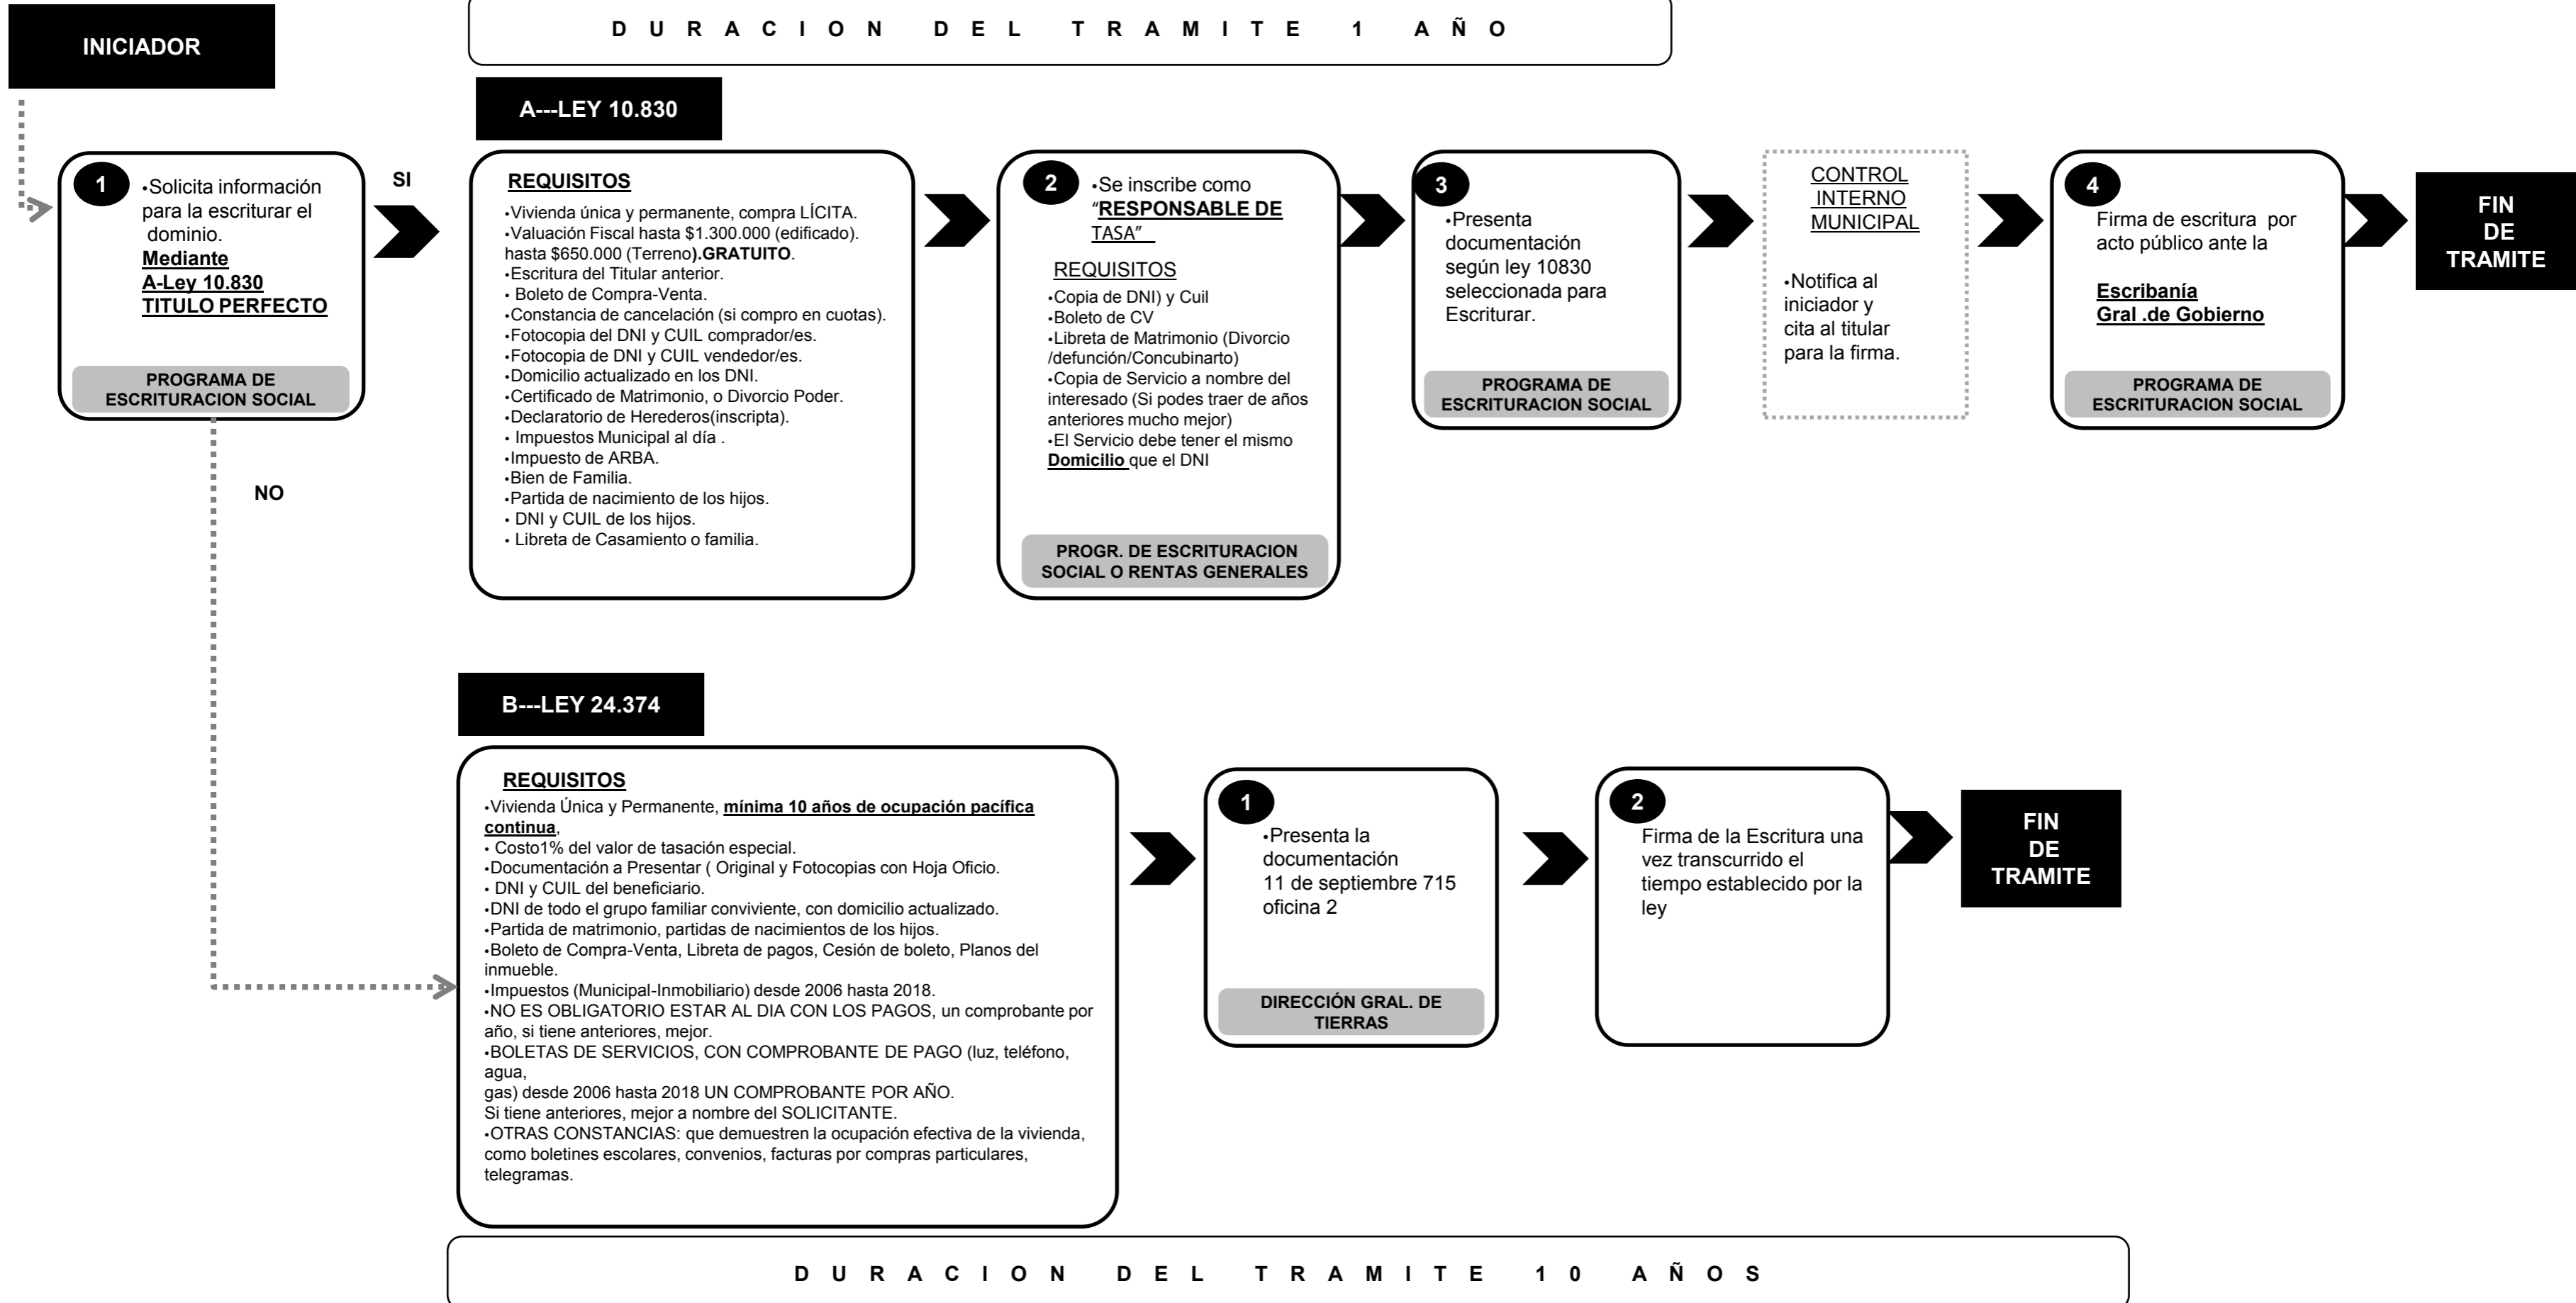 INICIADOR
DURACION DEL TRAMITE 1 AÑO
A---LEY 10.830
1
•Solicita información
para la escriturar el
dominio.
Mediante
A-Ley 10.830
TITULO PERFECTO
PROGRAMA DE
ESCRITURACION SOCIAL
SI
NO
REQUISITOS
•Vivienda única y permanente, compra LÍCITA.
•Valuación Fiscal hasta $1.300.000 (edificado).
hasta $650.000 (Terreno).GRATUITO.
•Escritura del Titular anterior.
• Boleto de Compra-Venta.
•Constancia de cancelación (si compro en cuotas).
•Fotocopia del DNI y CUIL comprador/es.
•Fotocopia de DNI y CUIL vendedor/es.
•Domicilio actualizado en los DNI.
•Certificado de Matrimonio, o Divorcio Poder.
•Declaratorio de Herederos(inscripta).
• Impuestos Municipal al día .
•Impuesto de ARBA.
•Bien de Familia.
•Partida de nacimiento de los hijos.
• DNI y CUIL de los hijos.
• Libreta de Casamiento o familia.
2
•Se inscribe como
“RESPONSABLE DE
TASA”
REQUISITOS
•Copia de DNI) y Cuil
•Boleto de CV
•Libreta de Matrimonio (Divorcio
/defunción/Concubinarto)
•Copia de Servicio a nombre del
interesado (Si podes traer de años
anteriores mucho mejor)
•El Servicio debe tener el mismo
Domicilio que el DNI
PROGR. DE ESCRITURACION
SOCIAL O RENTAS GENERALES
3
•Presenta
documentación
según ley 10830
seleccionada para
Escriturar.
PROGRAMA DE
ESCRITURACION SOCIAL
CONTROL
INTERNO
MUNICIPAL
•Notifica al
iniciador y
cita al titular
para la firma.
4
Firma de escritura por
acto público ante la
Escribanía
Gral .de Gobierno
PROGRAMA DE
ESCRITURACION SOCIAL
FIN
DE
TRAMITE
B---LEY 24.374
REQUISITOS
•Vivienda Única y Permanente, mínima 10 años de ocupación pacífica
continua,
• Costo1% del valor de tasación especial.
•Documentación a Presentar ( Original y Fotocopias con Hoja Oficio.
• DNI y CUIL del beneficiario.
•DNI de todo el grupo familiar conviviente, con domicilio actualizado.
•Partida de matrimonio, partidas de nacimientos de los hijos.
•Boleto de Compra-Venta, Libreta de pagos, Cesión de boleto, Planos del
inmueble.
•Impuestos (Municipal-Inmobiliario) desde 2006 hasta 2018.
•NO ES OBLIGATORIO ESTAR AL DIA CON LOS PAGOS, un comprobante por
año, si tiene anteriores, mejor.
•BOLETAS DE SERVICIOS, CON COMPROBANTE DE PAGO (luz, teléfono,
agua,
gas) desde 2006 hasta 2018 UN COMPROBANTE POR AÑO.
Si tiene anteriores, mejor a nombre del SOLICITANTE.
•OTRAS CONSTANCIAS: que demuestren la ocupación efectiva de la vivienda,
como boletines escolares, convenios, facturas por compras particulares,
telegramas.
1
•Presenta la
documentación
11 de septiembre 715
oficina 2
DIRECCIÓN GRAL. DE
TIERRAS
2
Firma de la Escritura una
vez transcurrido el
tiempo establecido por la
ley
FIN
DE
TRAMITE
DURACION DEL TRAMITE 10 AÑOS